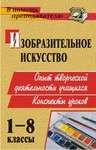 В помощь
преподавателю
ИЗОБРАЗИТЕЛЬНОЕ
ИСКУССТВО
Опыт творческой
деятельности учащихся
Конспекты уроков
1–8
КЛАССЫ